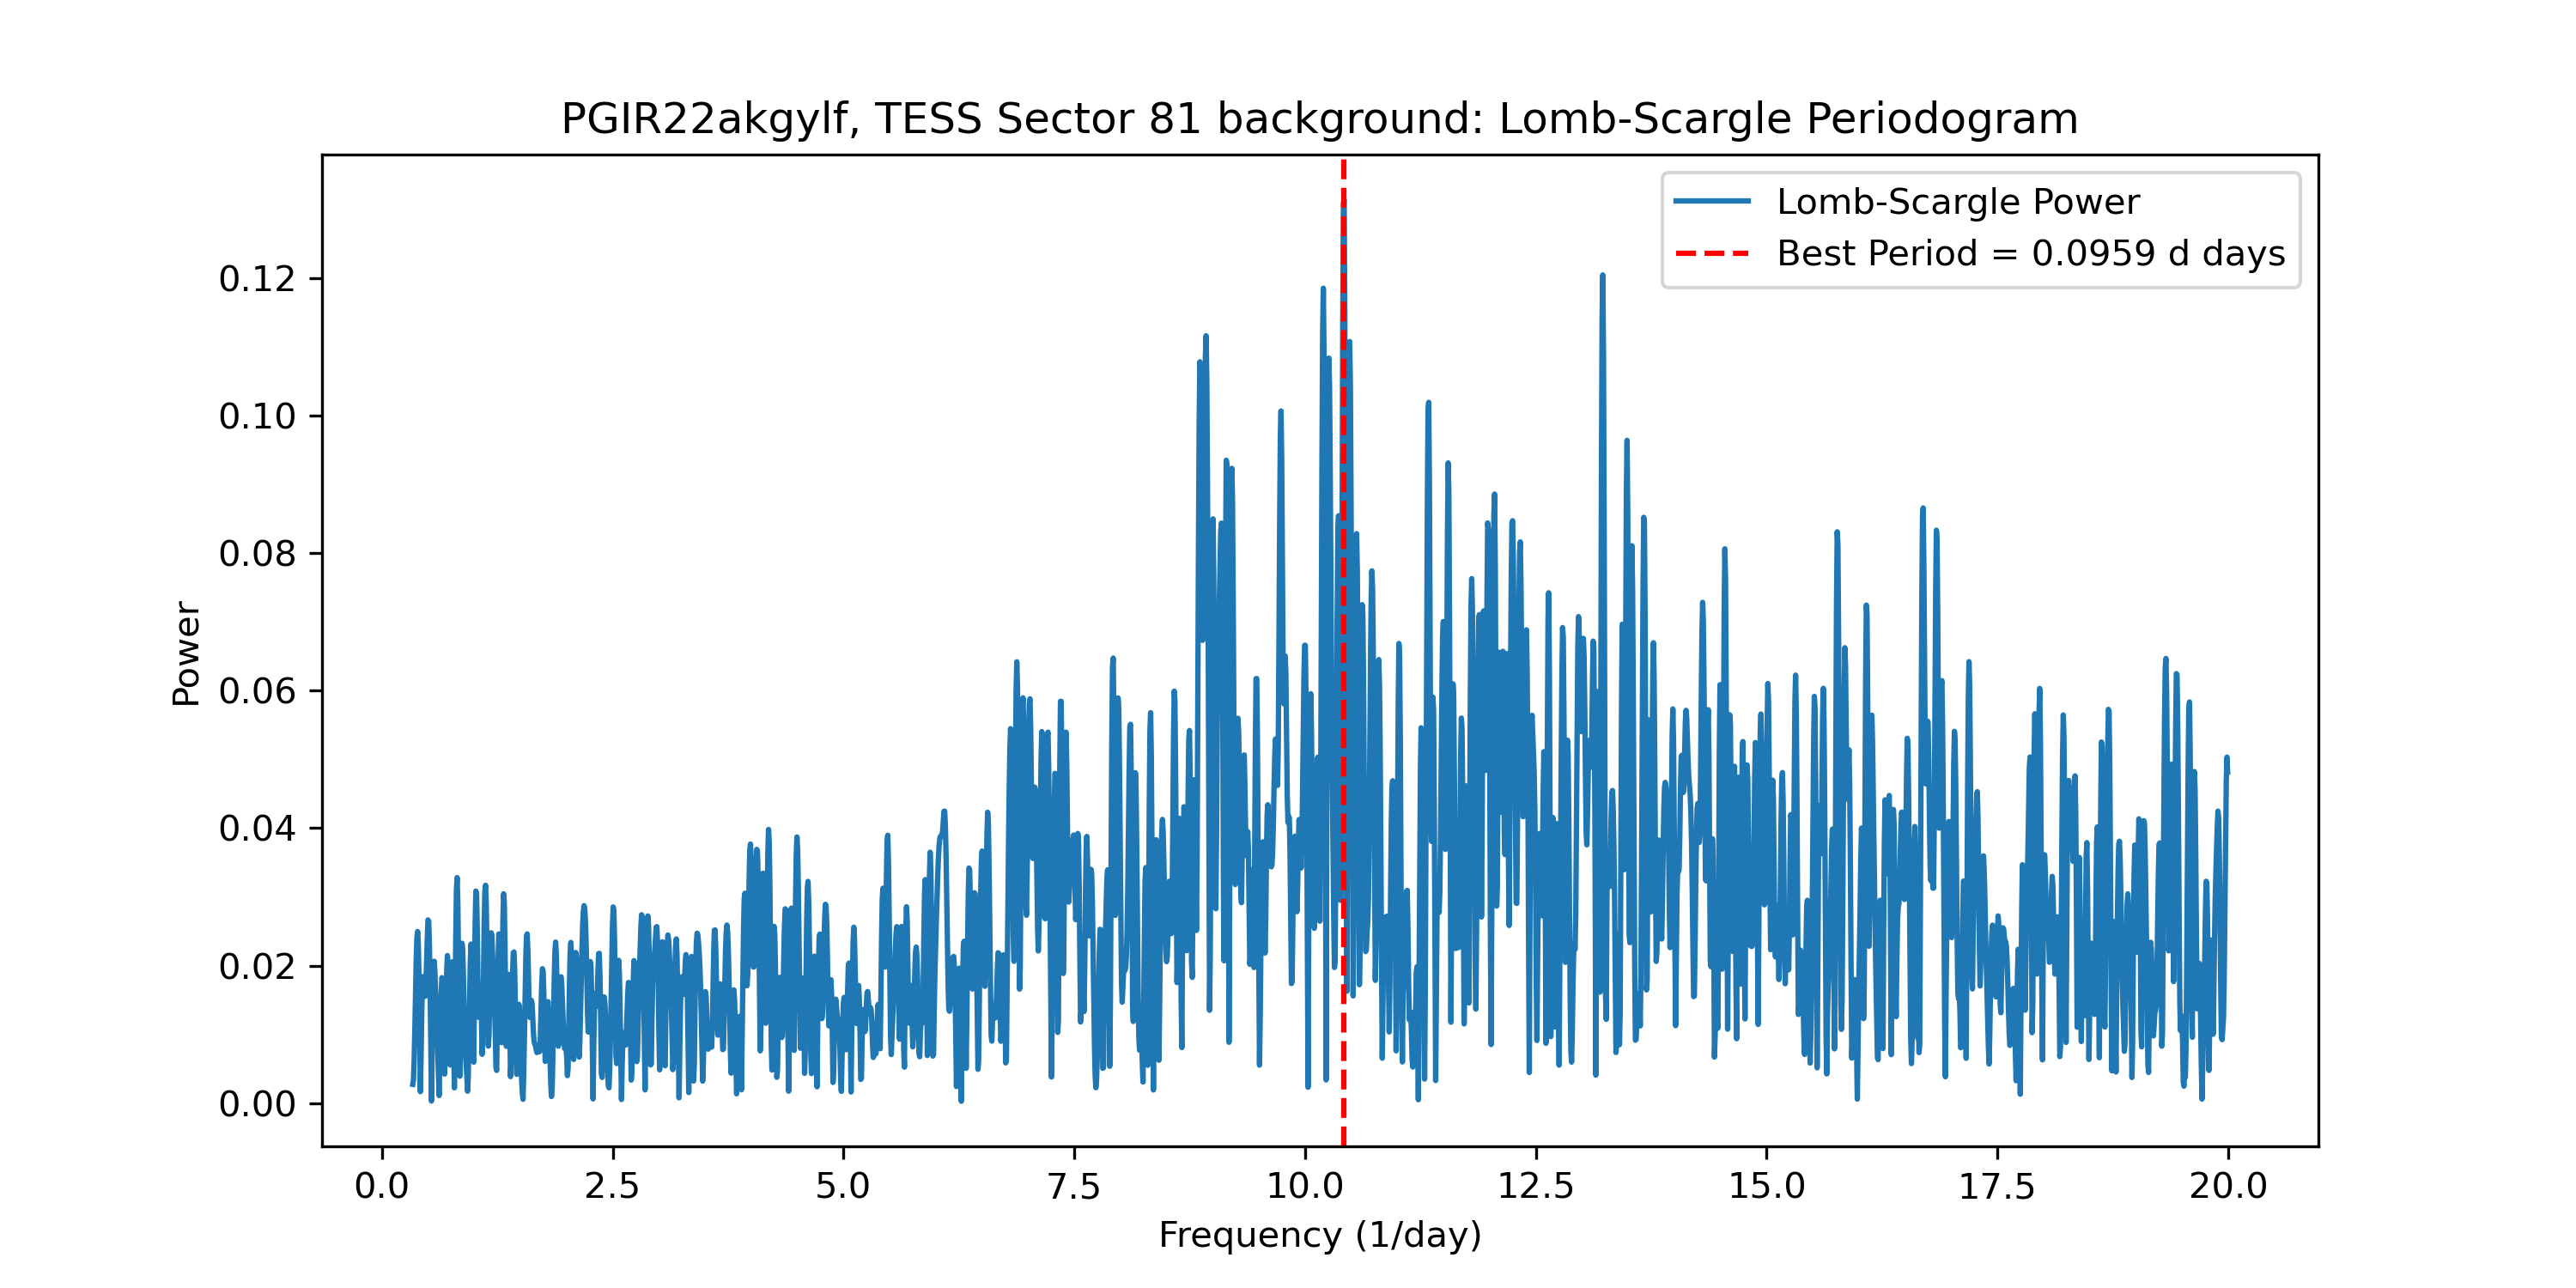 PGIR22akgylf, TESS Sector 81 background: Lomb-Scargle Periodogram
Lomb-Scargle Power
Best Period = 0.0959 d days
0.12
0.10
0.08
0.06
0.04
0.02
0.00
Power
0.0 2.5 5.0 7.5 10.0 12.5 15.0 17.5 20.0
Frequency (1/day)